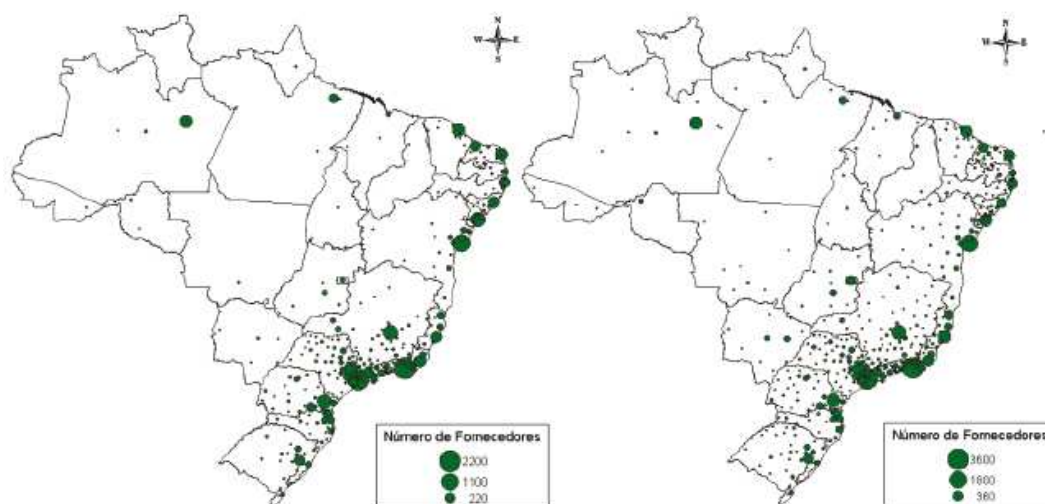 N
W E
S
Número de Fornecedores
2200
1100
220
N
W E
S
Número de Fornecedores
3600
1800
360